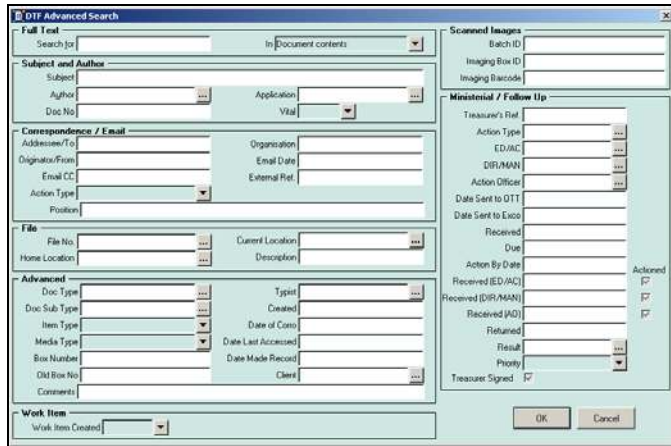 DTF Advanced Search
Full Text
Search for
In Document contents
Subject and Author
Subject
Author
Application
Doc No
Vital
Correspondence / Email
Addressee/To
Organisation
Originator/From
Email Date
Email CC
External Ref.
Action Type
Position
File
File No.
Current Location
Home Location
Description
Advanced
Doc Type
Typist
Doc Sub Type
Created
Item Type
Date of Corro
Media Type
Date Last Accessed
Box Number
Date Made Record
Old Box No
Client
Comments
Work Item
Work Item Created
Scanned Images
Batch ID
Imaging Box ID
Imaging Barcode
Ministerial / Follow Up
Treasurer's Ref.
Action Type
ED/AC
DIR/MAN
Action Officer
Date Sent to OTT
Date Sent to Exco
Received
Due
Action By Date
Actioned
Received (ED/AC)
Received (DIR/MAN)
Received (AO)
Returned
Result
Priority
Treasurer Signed
OK
Cancel